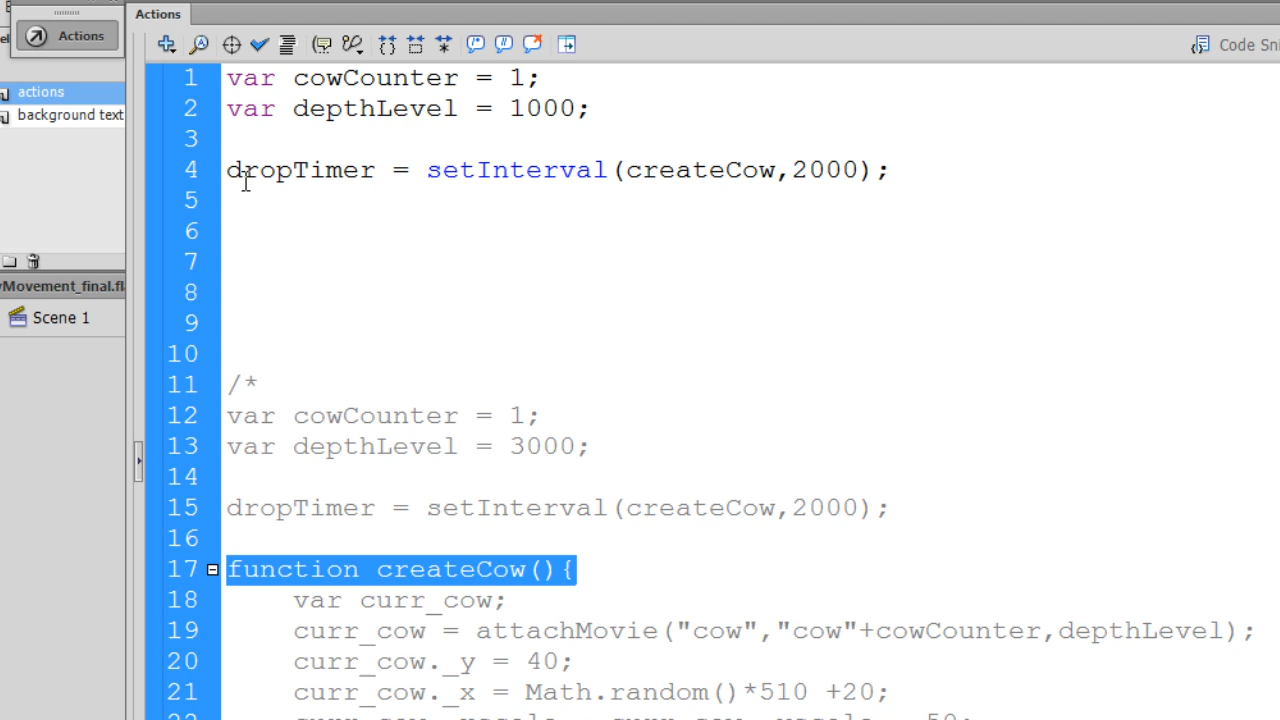 Actions
Actions
Code Sni
actions
background text
Movement_final.fl
Scene 1
1 var cowCounter = 1;
2 var depthLevel = 1000;
3
4 dropTimer = setInterval(createCow,2000);
5
6
7
8
9
10
11 /*
12 var cowCounter = 1;
13 var depthLevel = 3000;
14
15 dropTimer = setInterval(createCow,2000);
16
17 function createCow(){
18 var curr_cow;
19 curr_cow = attachMovie("cow","cow"+cowCounter,depthLevel);
20 curr_cow._y = 40;
21 curr_cow._x = Math.random()*510 +20;